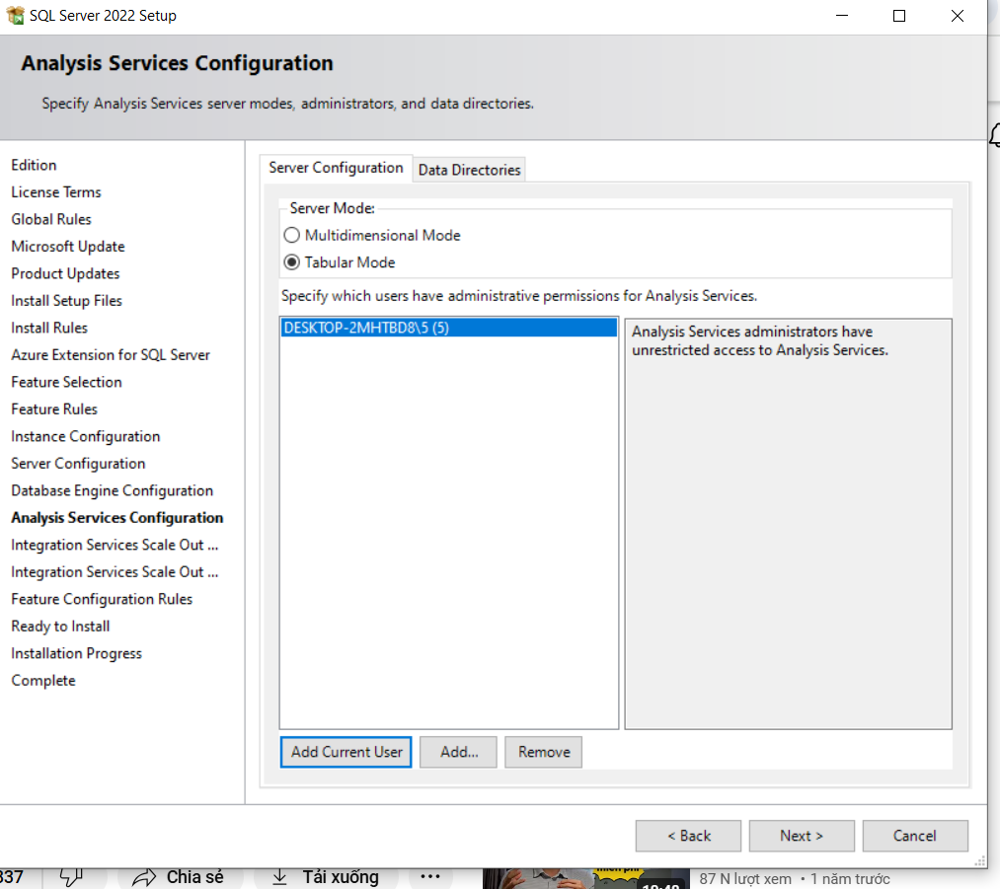 SQL Server 2022 Setup
Analysis Services Configuration
Specify Analysis Services server modes, administrators, and data directories.
Edition
License Terms
Global Rules
Microsoft Update
Product Updates
Install Setup Files
Install Rules
Azure Extension for SQL Server
Feature Selection
Feature Rules
Instance Configuration
Server Configuration
Database Engine Configuration
Analysis Services Configuration
Integration Services Scale Out ...
Integration Services Scale Out ...
Feature Configuration Rules
Ready to Install
Installation Progress
Complete
Server Configuration
Data Directories
Server Mode:
Multidimensional Mode
Tabular Mode
Specify which users have administrative permissions for Analysis Services.
DESKTOP-2MHTBD8\5 (5)
Analysis Services administrators have
unrestricted access to Analysis Services.
Add Current User
Add...
Remove
< Back
Next >
Cancel
337
Chia sẻ
Tải xuống
87 N lượt xem • 1 năm trước